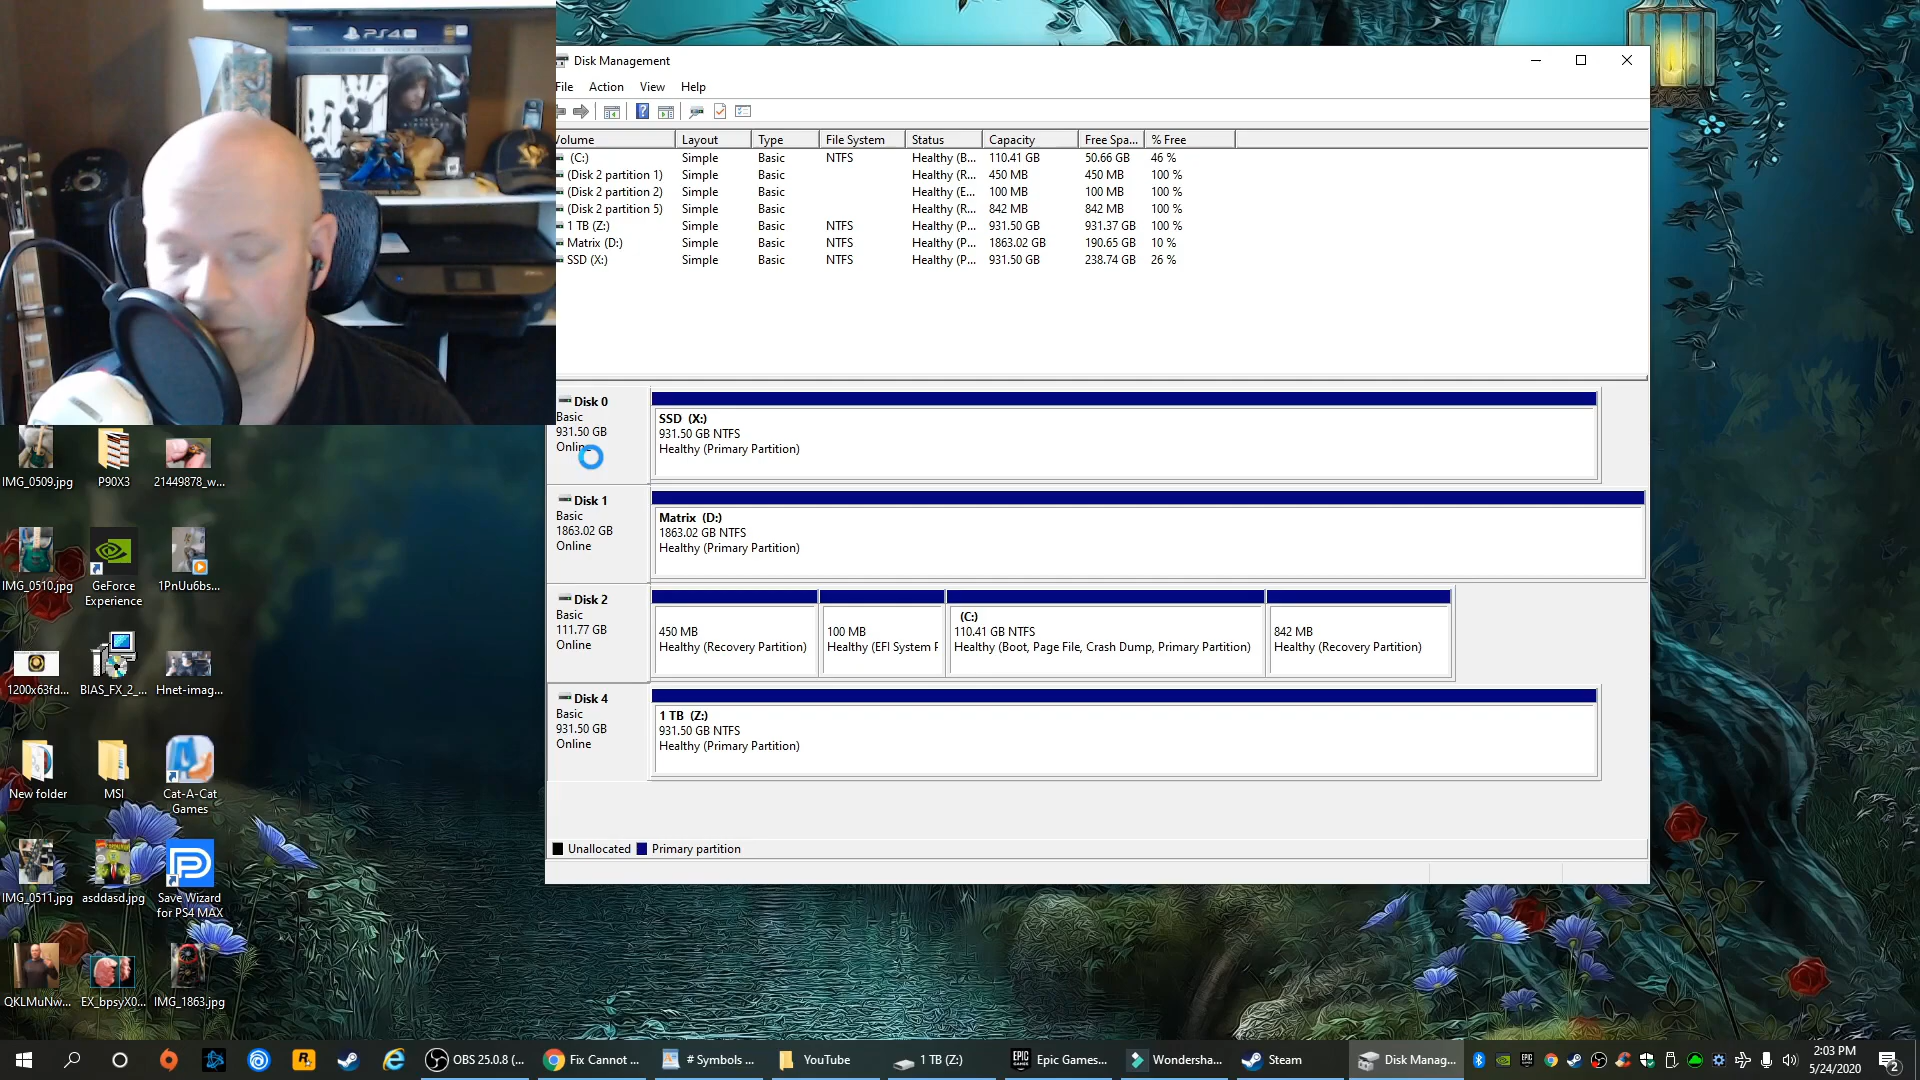 PS4
Disk Management
File Action View Help
Volume Layout Type File System Status Capacity Free Spa... % Free
(C:) Simple Basic NTFS Healthy (B... 110.41 GB 50.66 GB 46 %
(Disk 2 partition 1) Simple Basic Healthy (R... 450 MB 450 MB 100 %
(Disk 2 partition 2) Simple Basic Healthy (E... 100 MB 100 MB 100 %
(Disk 2 partition 5) Simple Basic Healthy (R... 842 MB 842 MB 100 %
1 TB (Z:) Simple Basic NTFS Healthy (P... 931.50 GB 931.37 GB 100 %
Matrix (D:) Simple Basic NTFS Healthy (P... 1863.02 GB 190.65 GB 10 %
SSD (X:) Simple Basic NTFS Healthy (P... 931.50 GB 238.74 GB 26 %
Disk 0
Basic
931.50 GB
Online
SSD (X:)
931.50 GB NTFS
Healthy (Primary Partition)
Disk 1
Basic
1863.02 GB
Online
Matrix (D:)
1863.02 GB NTFS
Healthy (Primary Partition)
Disk 2
Basic
111.77 GB
Online
450 MB
Healthy (Recovery Partition)
100 MB
Healthy (EFI System P
(C:)
110.41 GB NTFS
Healthy (Boot, Page File, Crash Dump, Primary Partition)
842 MB
Healthy (Recovery Partition)
Disk 4
Basic
931.50 GB
Online
1 TB (Z:)
931.50 GB NTFS
Healthy (Primary Partition)
Unallocated Primary partition
IMG_0509.jpg P90X3 21449878_w...
IMG_0510.jpg GeForce Experience 1PnUu6bs...
1200x63fd... BIAS_FX_2_... Hnet-imag...
New folder MSI Cat-A-Cat Games
IMG_0511.jpg asddasd.jpg Save Wizard for PS4 MAX
QKLMuNw... EX_bpsyX0... IMG_1863.jpg
OBS 25.0.8 (... Fix Cannot ... # Symbols ... YouTube 1 TB (Z:) EPIC GAMES Epic Games... Wondersha... Steam Disk Manag...
2:03 PM
5/24/2020
2